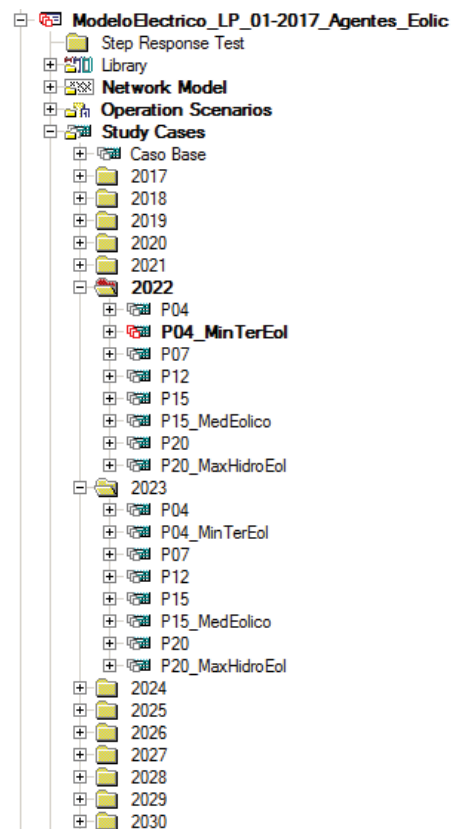 ModeloElectrico_LP_01-2017_Agentes_Eolic
Step Response Test
Library
Network Model
Operation Scenarios
Study Cases
Caso Base
2017
2018
2019
2020
2021
2022
P04
P04_MinTerEol
P07
P12
P15
P15_MedEolico
P20
P20_MaxHidroEol
2023
P04
P04_MinTerEol
P07
P12
P15
P15_MedEolico
P20
P20_MaxHidroEol
2024
2025
2026
2027
2028
2029
2030